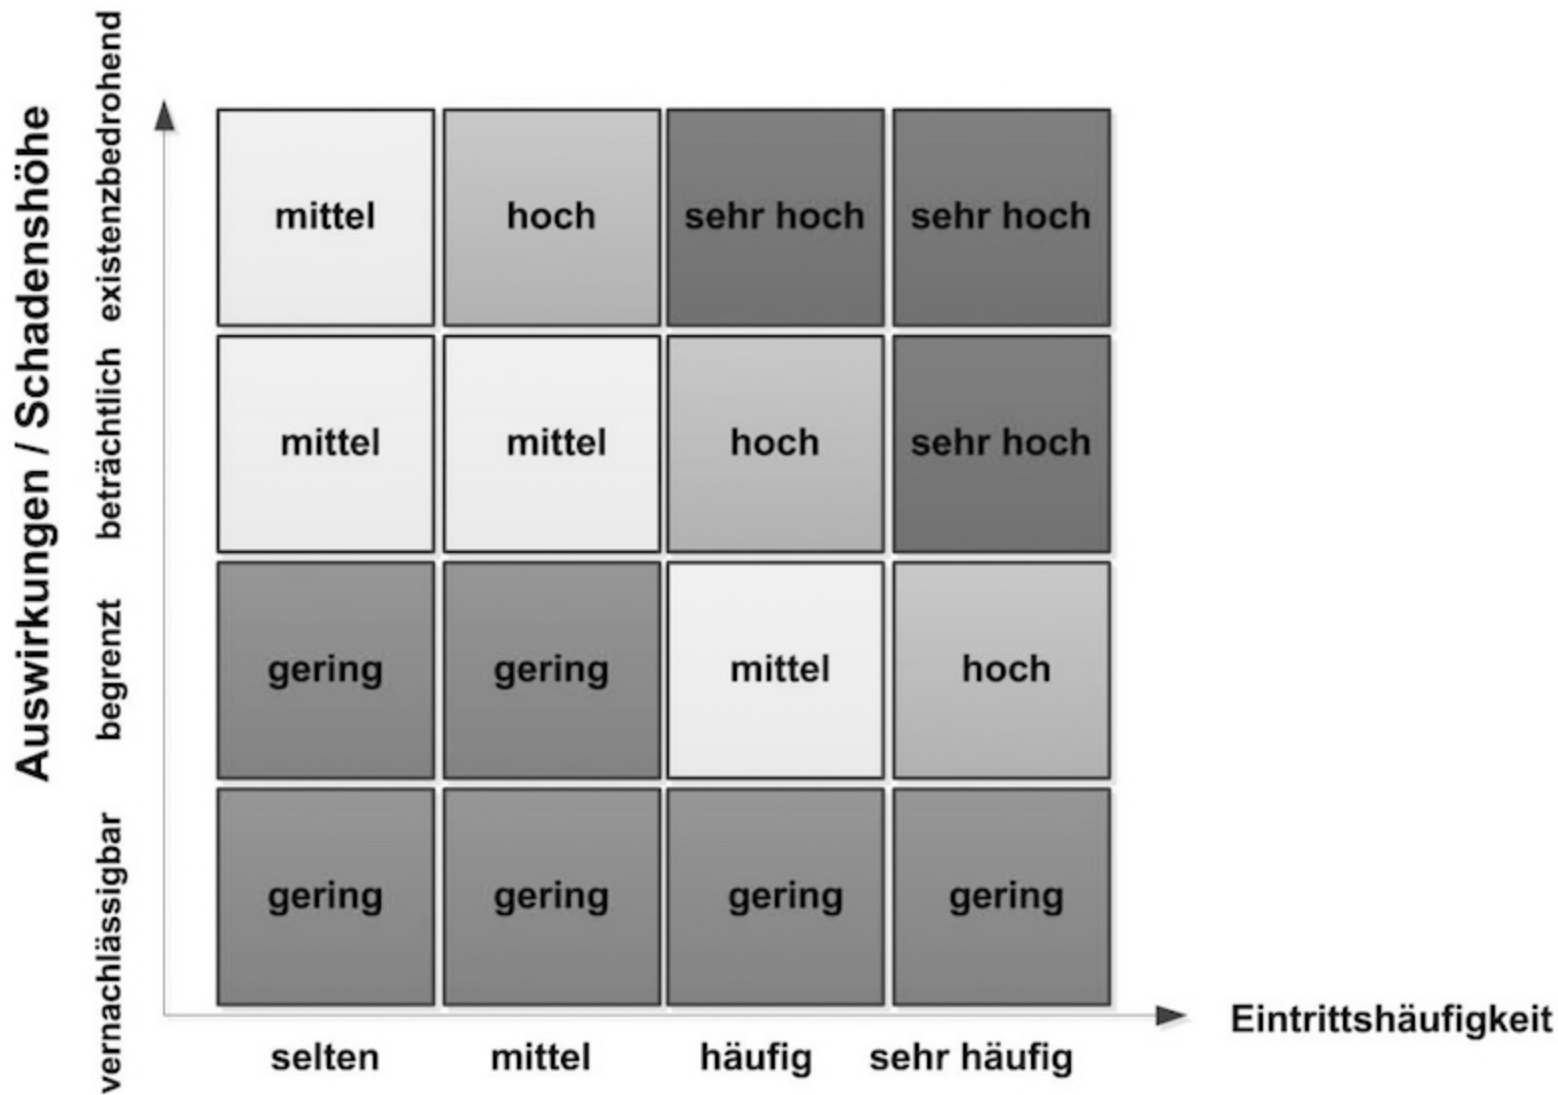 Auswirkungen / Schadenshöhe
existenzbedrohend
mittel
hoch
sehr hoch
sehr hoch
beträchtlich
mittel
mittel
hoch
sehr hoch
begrenzt
gering
gering
mittel
hoch
vernachlässigbar
gering
gering
gering
gering
selten
mittel
häufig
sehr häufig
Eintrittshäufigkeit